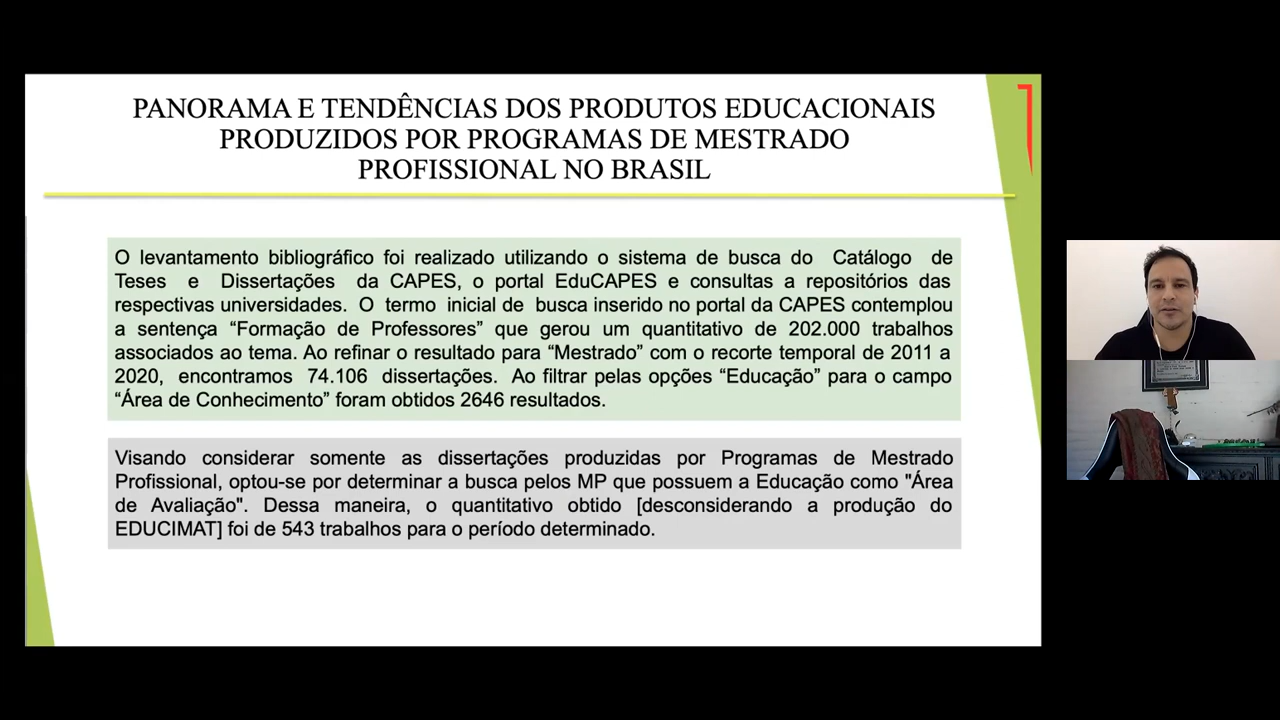 PANORAMA E TENDÊNCIAS DOS PRODUTOS EDUCACIONAIS
PRODUZIDOS POR PROGRAMAS DE MESTRADO
PROFISSIONAL NO BRASIL
O levantamento bibliográfico foi realizado utilizando o sistema de busca do Catálogo de
Teses e Dissertações da CAPES, o portal EduCAPES e consultas a repositórios das
respectivas universidades. O termo inicial de busca inserido no portal da CAPES contemplou
a sentença “Formação de Professores” que gerou um quantitativo de 202.000 trabalhos
associados ao tema. Ao refinar o resultado para “Mestrado” com o recorte temporal de 2011 a
2020, encontramos 74.106 dissertações. Ao filtrar pelas opções “Educação” para o campo
“Área de Conhecimento” foram obtidos 2646 resultados.
Visando considerar somente as dissertações produzidas por Programas de Mestrado
Profissional, optou-se por determinar a busca pelos MP que possuem a Educação como "Área
de Avaliação". Dessa maneira, o quantitativo obtido [desconsiderando a produção do
EDUCIMAT] foi de 543 trabalhos para o período determinado.